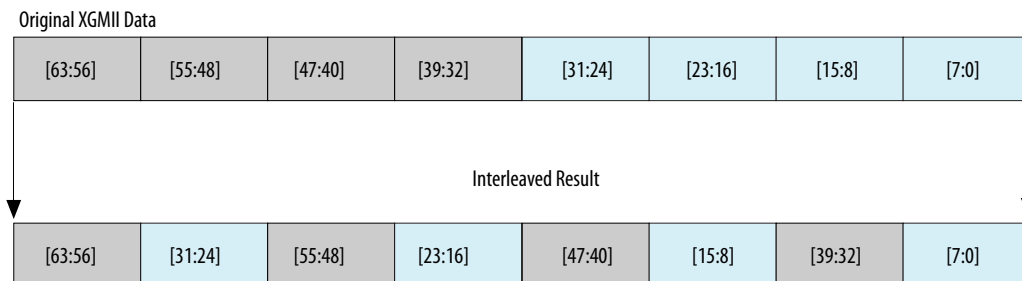 Original XGMII Data
[63:56] [55:48] [47:40] [39:32] [31:24] [23:16] [15:8] [7:0]
Interleaved Result
[63:56] [31:24] [55:48] [23:16] [47:40] [15:8] [39:32] [7:0]